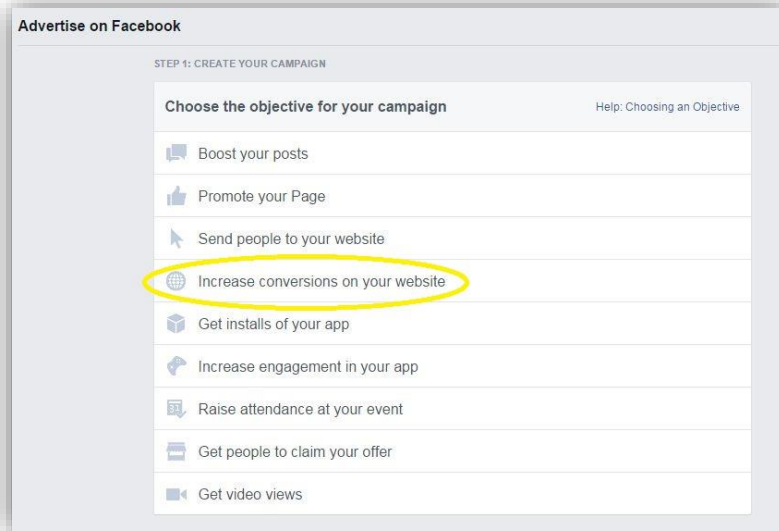 Advertise on Facebook
STEP 1: CREATE YOUR CAMPAIGN
Choose the objective for your campaign
Help: Choosing an Objective
Boost your posts
Promote your Page
Send people to your website
Increase conversions on your website
Get installs of your app
Increase engagement in your app
31
Raise attendance at your event
Get people to claim your offer
Get video views